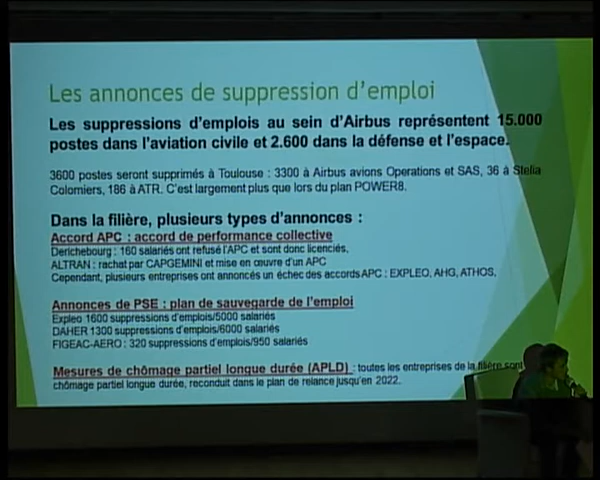 Les annonces de suppression d'emploi
Les suppressions d'emplois au sein d'Airbus représentent 15.000
postes dans l'aviation civile et 2.600 dans la défense et l'espace.
3600 postes seront supprimés à Toulouse : 3300 à Airbus avions Operations et SAS, 36 à Stelia
Colomiers, 186 à ATR. C'est largement plus que lors du plan POWER8.
Dans la filière, plusieurs types d'annonces :
Accord APC : accord de performance collective
Derichebourg : 160 salariés ont refusé l'APC et sont donc licenciés.
ALTRAN : rachat par CAPGEMINI et mise en œuvre d'un APC
Cependant, plusieurs entreprises ont annoncés un échec des accords APC : EXPLEO, AHG, ATHOS,
Annonces de PSE : plan de sauvegarde de l'emploi
Expleo 1600 suppressions d'emplois/5000 salariés
DAHER 1300 suppressions d'emplois/6000 salariés
FIGEAC-AERO : 320 suppressions d'emplois/950 salariés
Mesures de chômage partiel longue durée (APLD) : toutes les entreprises de la filière sont
chômage partiel longue durée, reconduit dans le plan de relance jusqu'en 2022.